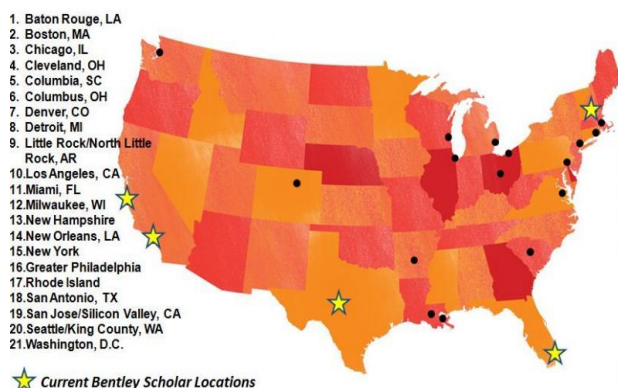 1. Baton Rouge, LA
2. Boston, MA
3. Chicago, IL
4. Cleveland, OH
5. Columbia, SC
6. Columbus, OH
7. Denver, CO
8. Detroit, MI
9. Little Rock/North Little
Rock, AR
10.Los Angeles, CA
11.Miami, FL
12.Milwaukee, WI
13.New Hampshire
14.New Orleans, LA
15.New York
16.Greater Philadelphia
17.Rhode Island
18.San Antonio, TX
19.San Jose/Silicon Valley, CA
20.Seattle/King County, WA
21.Washington, D.C.
Current Bentley Scholar Locations